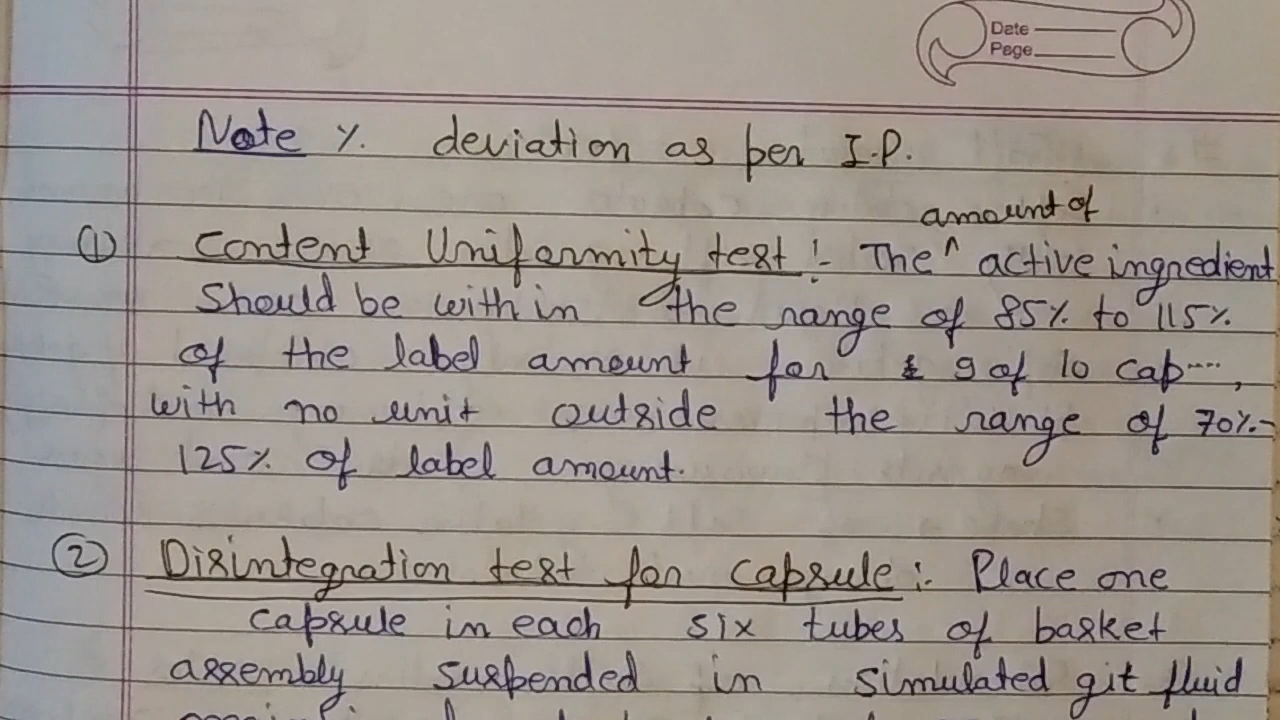 Date
Page
Note % deviation as per I.P.
amount of
① Content Uniformity test :- The ^ active ingredient
Should be with in the range of 85% to 115%
of the label amount for 9 of 10 cap....,
with no unit outside the range of 70%-
125% of label amount.
② Disintegration test for capsule :- Place one
capsule in each six tubes of basket
assembly suspended in simulated git fluid